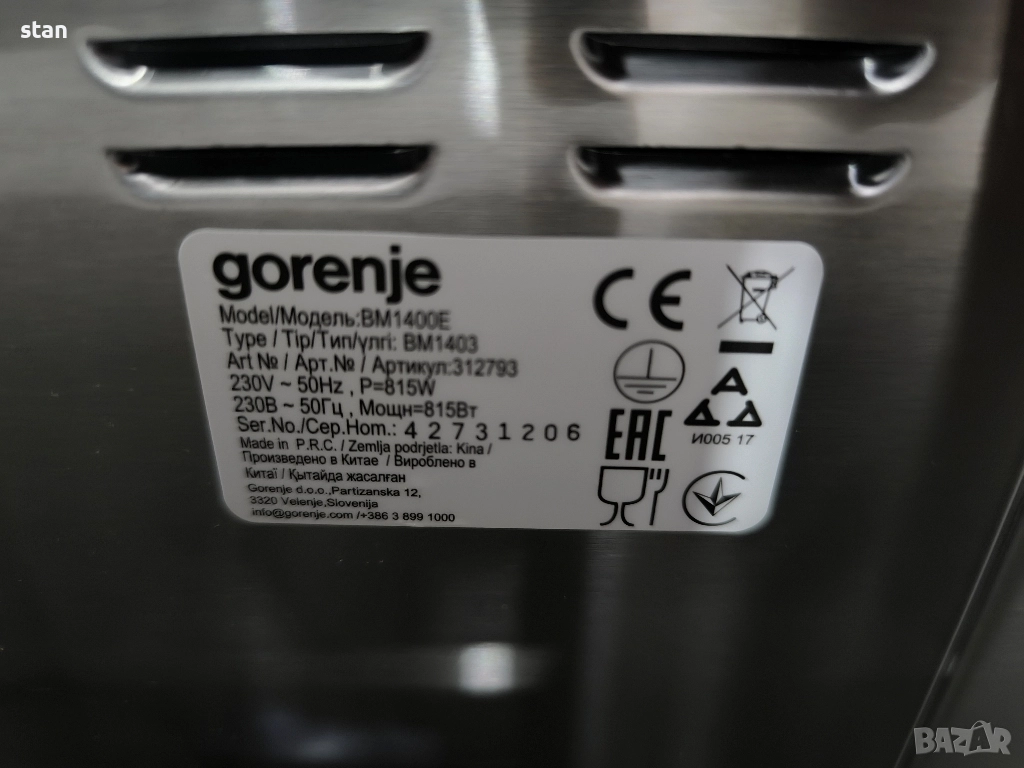 stan
gorenje
Model/Модель:BM1400E
Type / Tip/Тип/үлгі: BM1403
Art № / Арт.№ / Артикул:312793
230V ~ 50Hz , P=815W
230В ~ 50Гц , Мощн=815Вт
Ser.No./Сер.Ном.: 42731206
Made in P.R.C. / Zemlja podrjetla: Kina /
Произведено в Китае / Вироблено в
Китаї / Қытайда жасалған
Gorenje d.o.o.,Partizanska 12,
3320 Velenje,Slovenija
info@gorenje.com /+386 3 899 1000
CE
EAC
И005 17
BAZAR